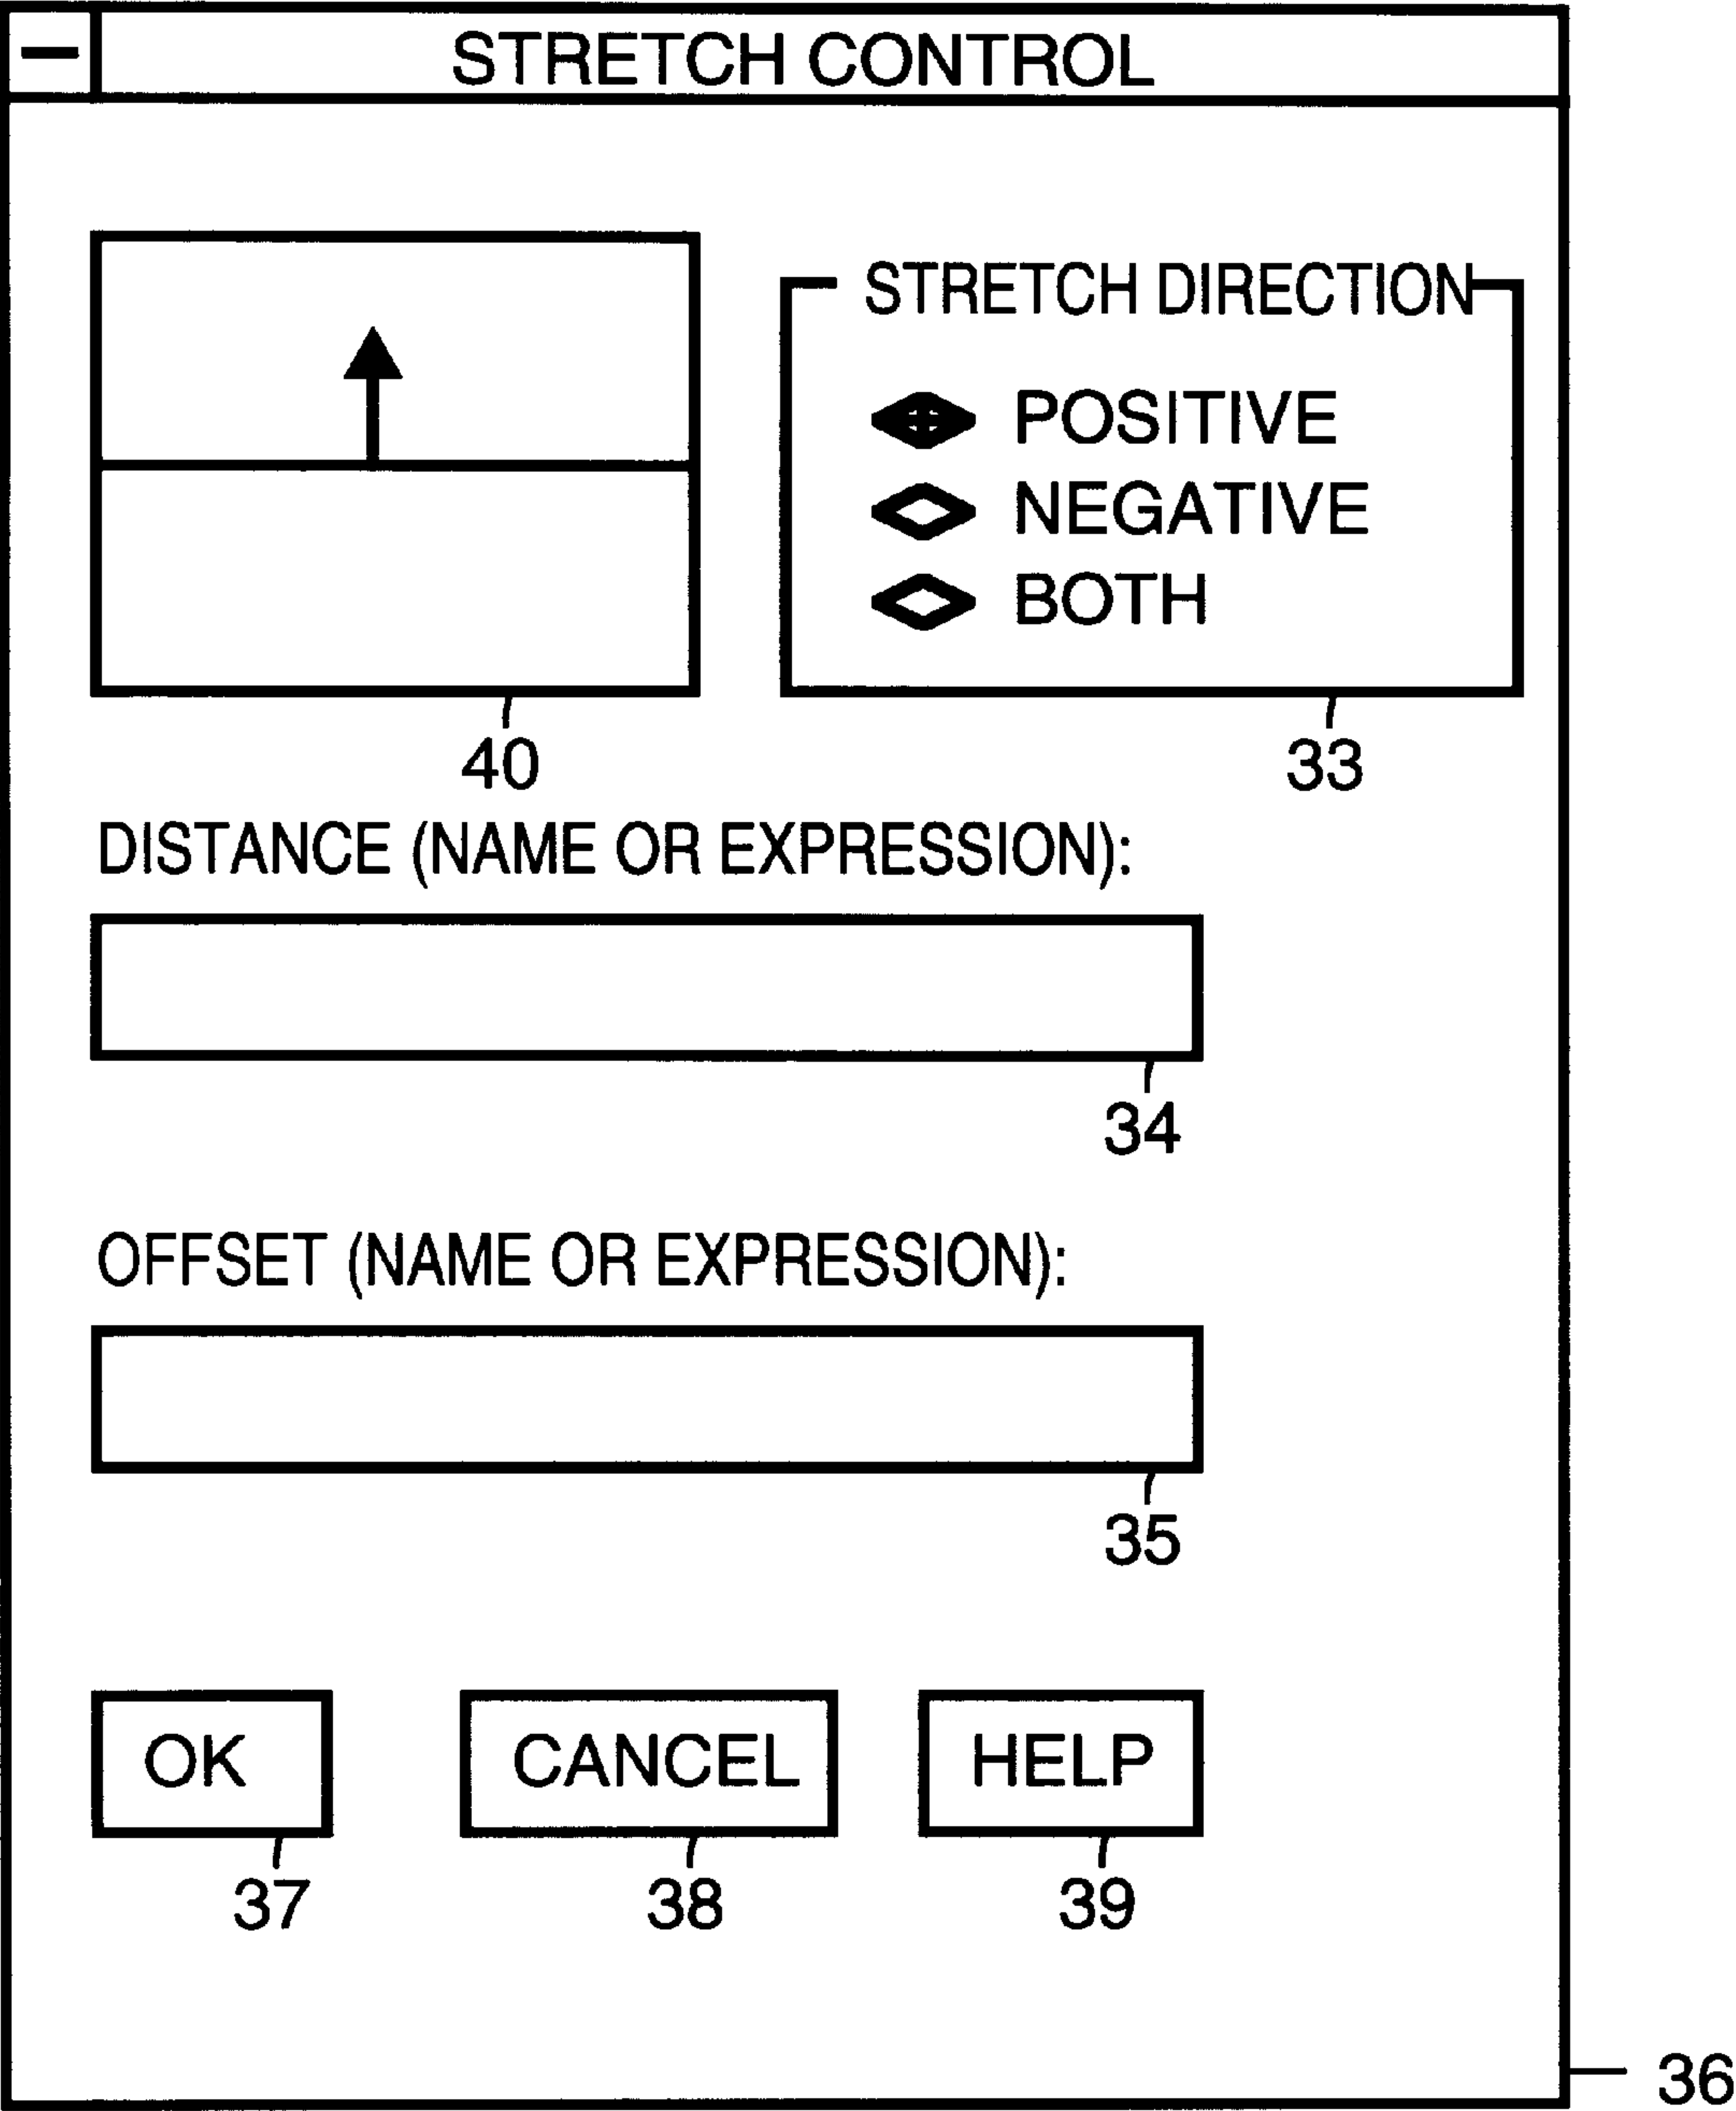 STRETCH CONTROL
STRETCH DIRECTION
POSITIVE
NEGATIVE
BOTH
40
33
DISTANCE (NAME OR EXPRESSION):
34
OFFSET (NAME OR EXPRESSION):
35
OK
CANCEL
HELP
37
38
39
36